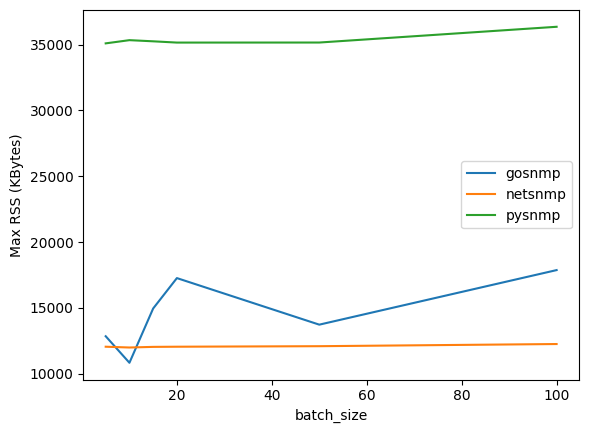 Max RSS (KBytes)
35000
30000
25000
20000
15000
10000
gosnmp
netsnmp
pysnmp
20 40 60 80 100
batch_size